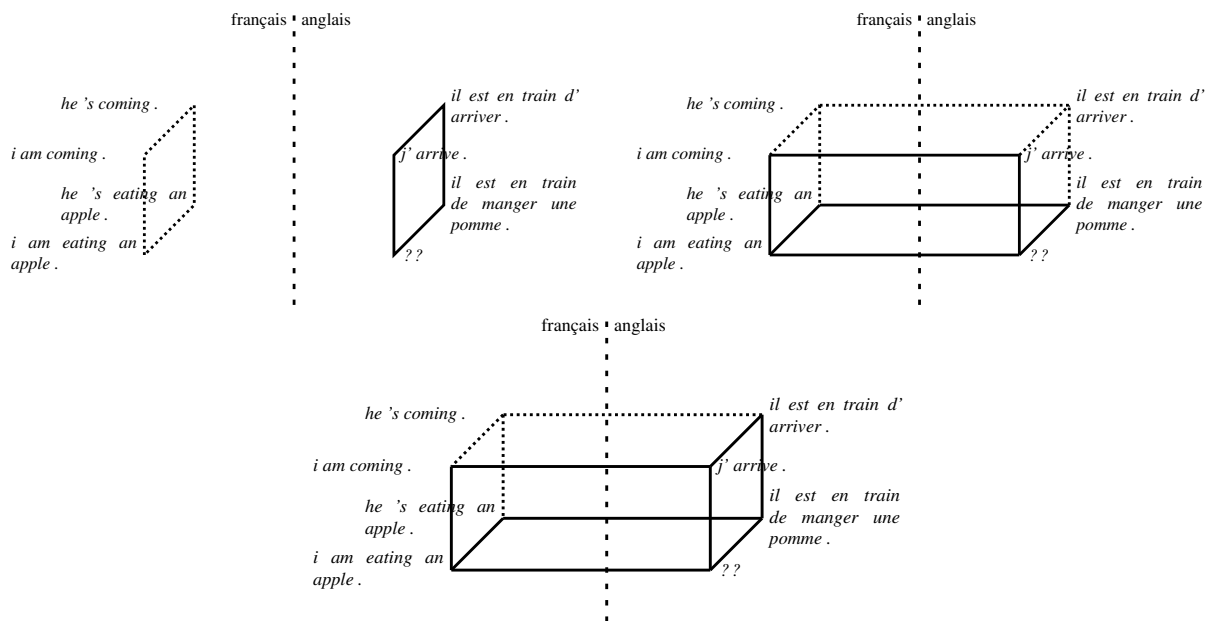 français anglais
he 's coming .
il est en train d'
arriver .
i am coming .
j' arrive .
he 's eating an
apple .
il est en train
de manger une
pomme .
i am eating an
apple .
? ?
français anglais
he 's coming .
il est en train d'
arriver .
i am coming .
j' arrive .
he 's eating an
apple .
il est en train
de manger une
pomme .
i am eating an
apple .
? ?
français anglais
he 's coming .
il est en train d'
arriver .
i am coming .
j' arrive .
he 's eating an
apple .
il est en train
de manger une
pomme .
i am eating an
apple .
? ?